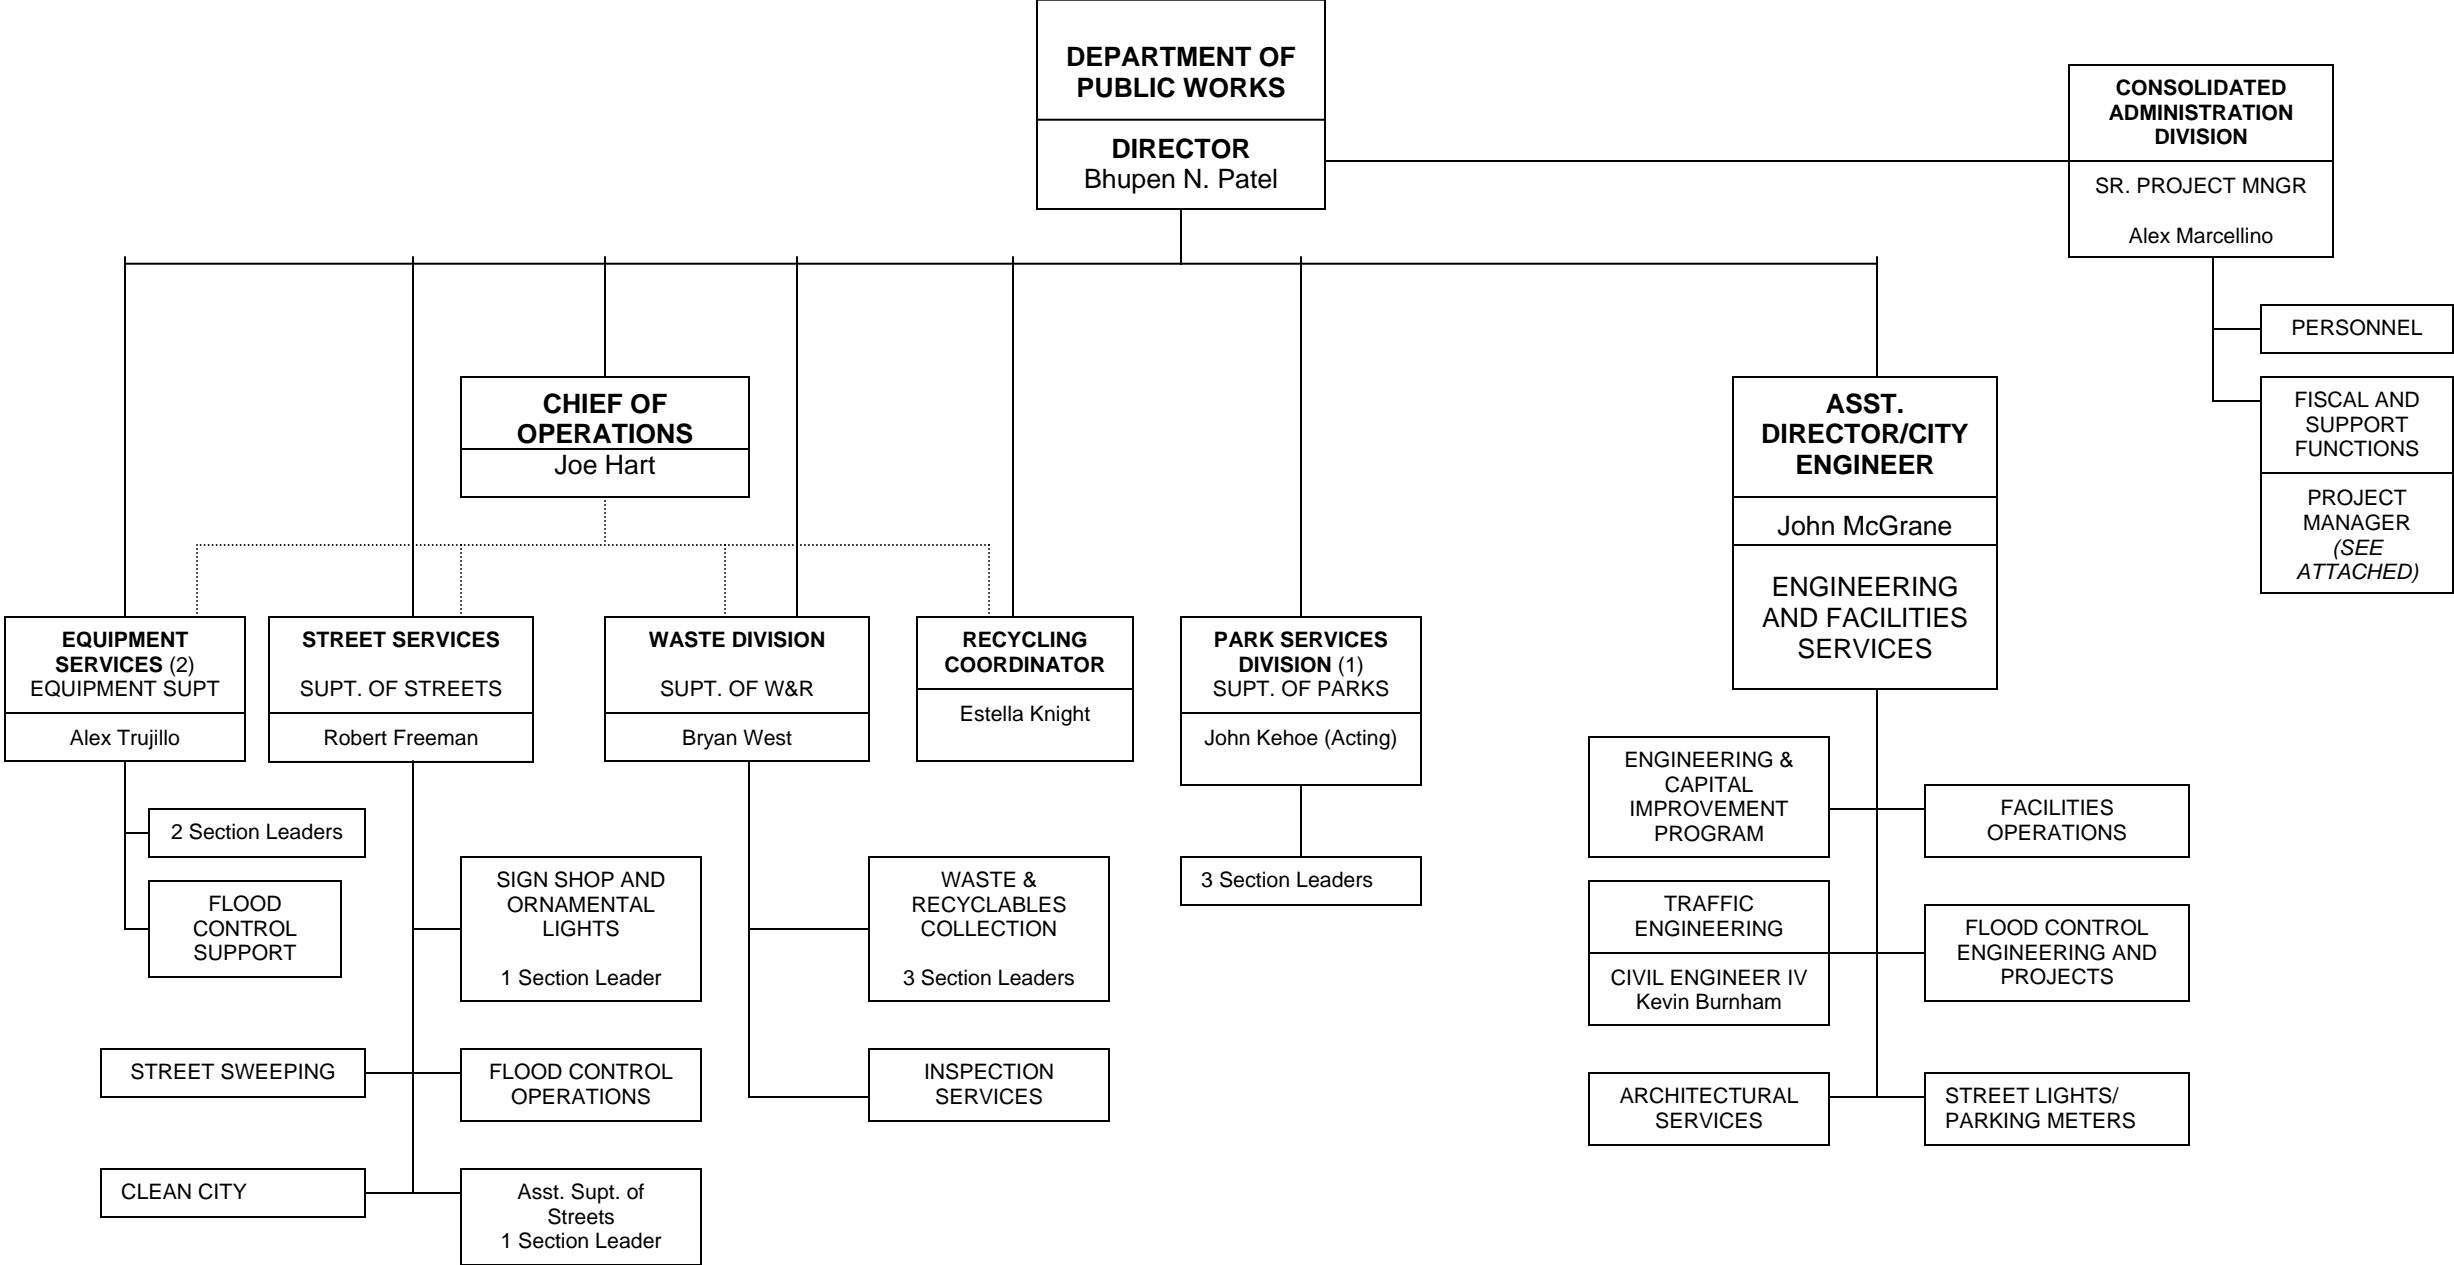 DEPARTMENT OF
PUBLIC WORKS
DIRECTOR
Bhupen N. Patel
CONSOLIDATED
ADMINISTRATION
DIVISION
SR. PROJECT MNGR
Alex Marcellino
PERSONNEL
FISCAL AND
SUPPORT
FUNCTIONS
PROJECT
MANAGER
(SEE
ATTACHED)
CHIEF OF
OPERATIONS
Joe Hart
ASST.
DIRECTOR/CITY
ENGINEER
John McGrane
ENGINEERING
AND FACILITIES
SERVICES
EQUIPMENT
SERVICES (2)
EQUIPMENT SUPT
Alex Trujillo
STREET SERVICES
SUPT. OF STREETS
Robert Freeman
WASTE DIVISION
SUPT. OF W&R
Bryan West
RECYCLING
COORDINATOR
Estella Knight
PARK SERVICES
DIVISION (1)
SUPT. OF PARKS
John Kehoe (Acting)
2 Section Leaders
FLOOD
CONTROL
SUPPORT
SIGN SHOP AND
ORNAMENTAL
LIGHTS
1 Section Leader
STREET SWEEPING
FLOOD CONTROL
OPERATIONS
CLEAN CITY
Asst. Supt. of
Streets
1 Section Leader
WASTE &
RECYCLABLES
COLLECTION
3 Section Leaders
INSPECTION
SERVICES
3 Section Leaders
ENGINEERING &
CAPITAL
IMPROVEMENT
PROGRAM
FACILITIES
OPERATIONS
TRAFFIC
ENGINEERING
CIVIL ENGINEER IV
Kevin Burnham
FLOOD CONTROL
ENGINEERING AND
PROJECTS
ARCHITECTURAL
SERVICES
STREET LIGHTS/
PARKING METERS